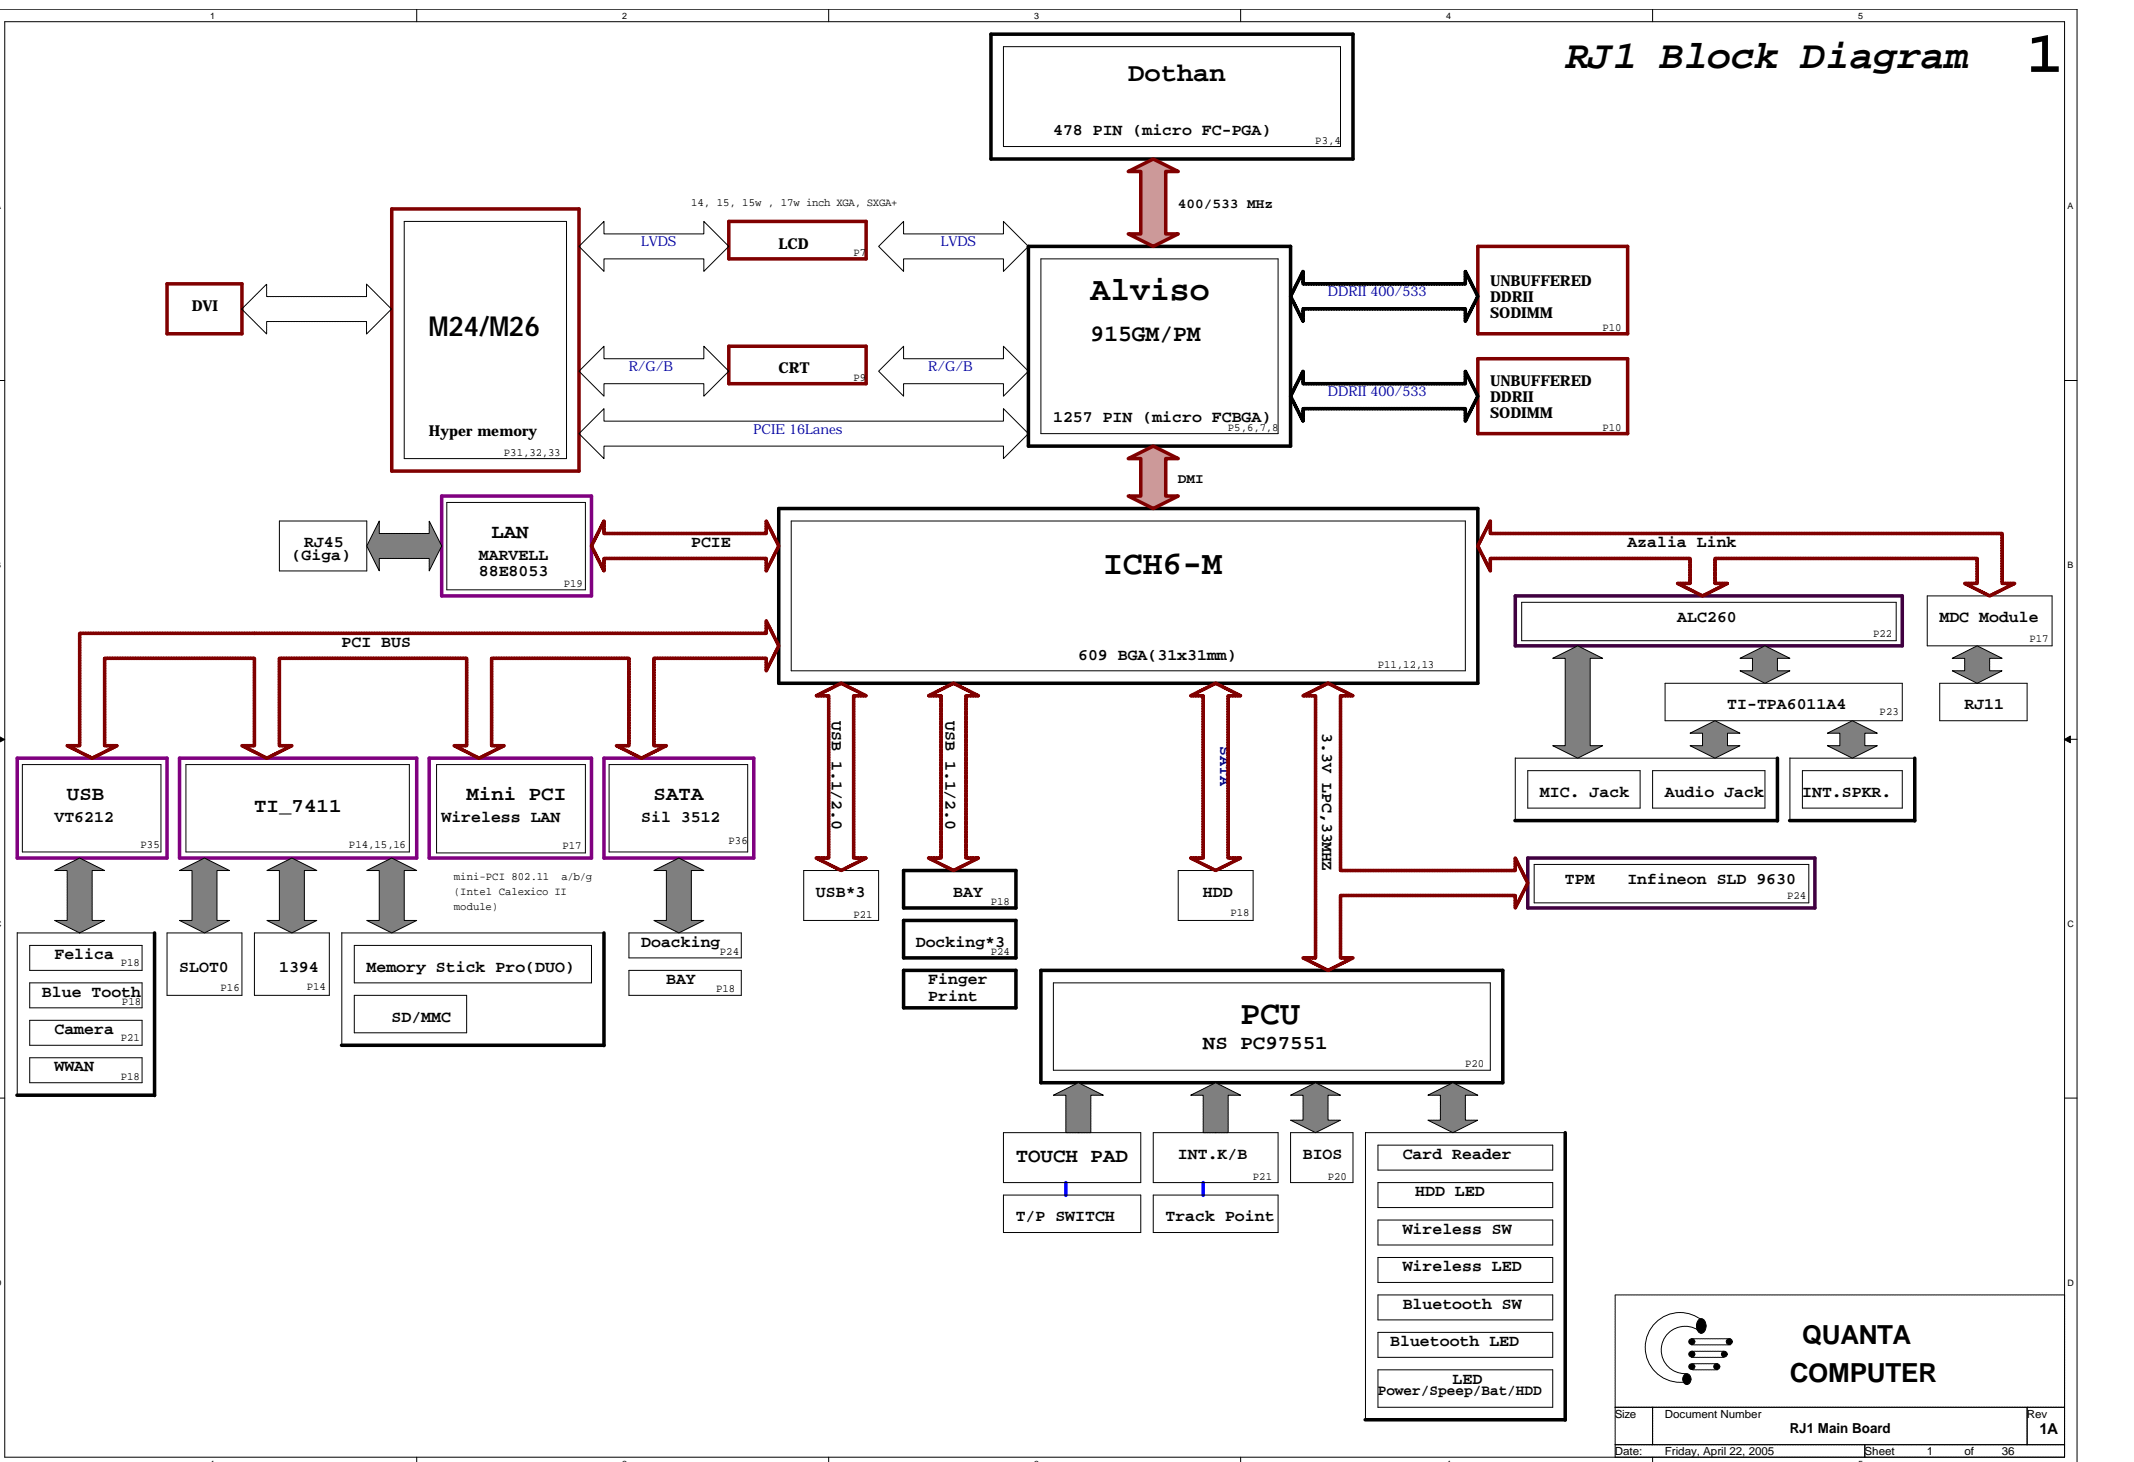 1 2 3 4 5
RJ1 Block Diagram 1
Dothan
478 PIN (micro FC-PGA)
P3,4
400/533 MHz
14, 15, 15w , 17w inch XGA, SXGA+
A
LVDS
LCD
P7
LVDS
DVI
M24/M26
Hyper memory
P31,32,33
R/G/B
CRT
P9
R/G/B
PCIE 16Lanes
Alviso
915GM/PM
1257 PIN (micro FCBGA)
P5,6,7,8
DDRII 400/533
UNBUFFERED
DDRII
SODIMM
P10
DDRII 400/533
UNBUFFERED
DDRII
SODIMM
P10
DMI
RJ45
(Giga)
LAN
MARVELL
88E8053
P19
PCIE
ICH6-M
609 BGA(31x31mm)
P11,12,13
Azalia Link
B
ALC260
P22
MDC Module
P17
PCI BUS
TI-TPA6011A4
P23
RJ11
MIC. Jack
Audio Jack
INT.SPKR.
USB
VT6212
P35
TI_7411
P14,15,16
Mini PCI
Wireless LAN
P17
SATA
Sil 3512
P36
USB 1.1/2.0
USB 1.1/2.0
SATA
3.3V LPC,33MHZ
mini-PCI 802.11 a/b/g
(Intel Calexico II
module)
USB*3
P21
BAY
P18
HDD
P18
TPM Infineon SLD 9630
P24
C
Felica
P18
Blue Tooth
P18
Camera
P21
WWAN
P18
SLOT0
P16
1394
P14
Memory Stick Pro(DUO)
SD/MMC
Doacking
P24
BAY
P18
Docking*3
P24
Finger
Print
PCU
NS PC97551
P20
TOUCH PAD
INT.K/B
P21
BIOS
P20
T/P SWITCH
Track Point
Card Reader
HDD LED
Wireless SW
Wireless LED
Bluetooth SW
Bluetooth LED
LED
Power/Speep/Bat/HDD
D
QUANTA
COMPUTER
Size
Document Number
Rev
RJ1 Main Board
1A
Date: Friday, April 22, 2005
Sheet 1 of 36